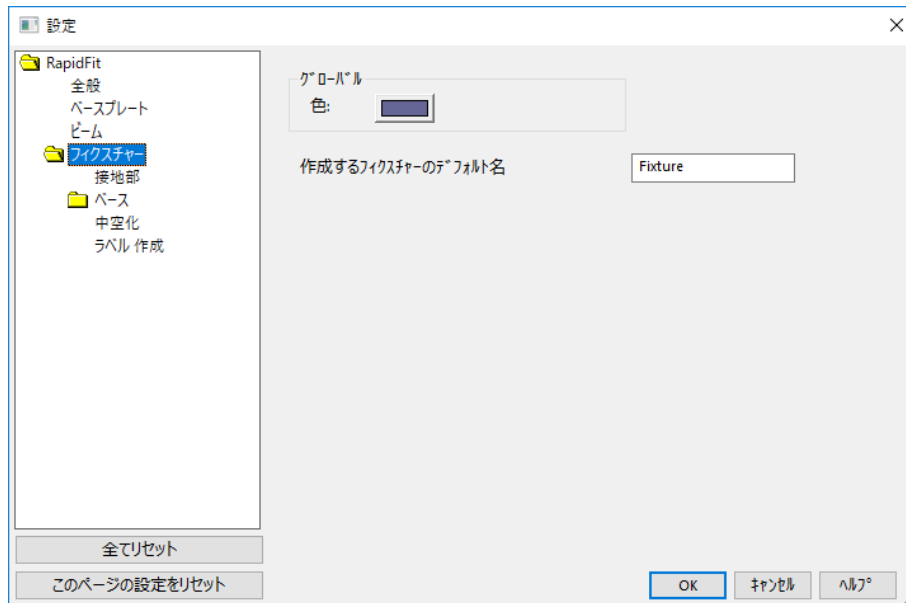 設定
RapidFit
全般
ベースプレート
ビーム
フィクスチャー
接地部
ベース
中空化
ラベル 作成
全てリセット
このページの設定をリセット
グローバル
色:
作成するフィクスチャーのデフォルト名
Fixture
OK
キャンセル
ヘルプ